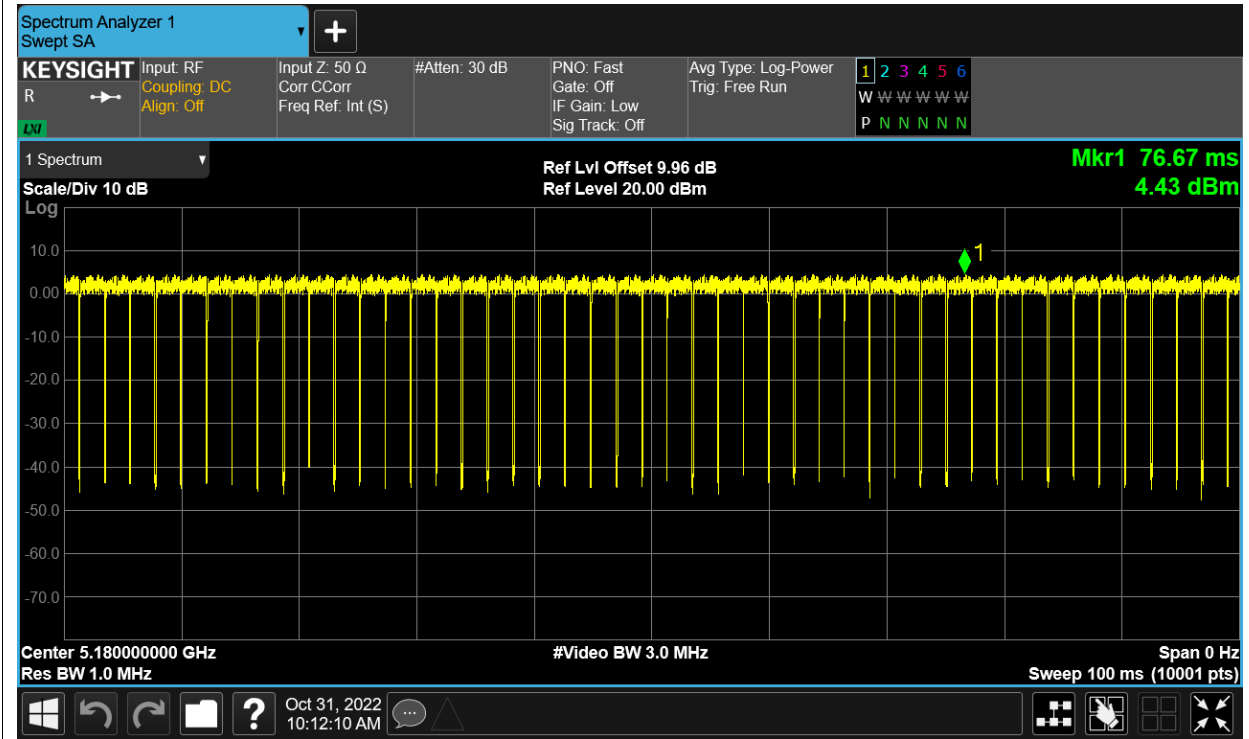 Spectrum Analyzer 1
Swept SA
+
KEYSIGHT
R
LXI
Input: RF
Coupling: DC
Align: Off
Input Z: 50 Ω
Corr CCorr
Freq Ref: Int (S)
#Atten: 30 dB
PNO: Fast
Gate: Off
IF Gain: Low
Sig Track: Off
Avg Type: Log-Power
Trig: Free Run
1 2 3 4 5 6
W W W W W W
P N N N N N
1 Spectrum
Scale/Div 10 dB
Log
Ref Lvl Offset 9.96 dB
Ref Level 20.00 dBm
Mkr1 76.67 ms
4.43 dBm
1
10.0
0.00
-10.0
-20.0
-30.0
-40.0
-50.0
-60.0
-70.0
Center 5.180000000 GHz
Res BW 1.0 MHz
#Video BW 3.0 MHz
Span 0 Hz
Sweep 100 ms (10001 pts)
?
Oct 31, 2022
10:12:10 AM